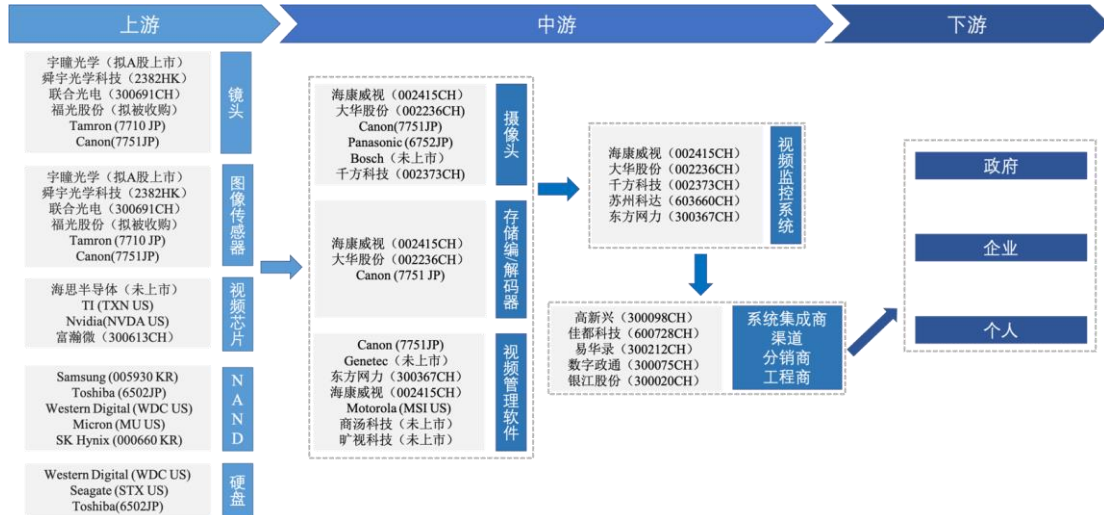 上游
中游
下游
宇瞳光学（拟A股上市）
舜宇光学科技（2382HK）
联合光电（300691CH）
福光股份（拟被收购）
Tamron (7710 JP)
Canon(7751JP)
镜头
宇瞳光学（拟A股上市）
舜宇光学科技（2382HK）
联合光电（300691CH）
福光股份（拟被收购）
Tamron (7710 JP)
Canon(7751JP)
图像传感器
海思半导体（未上市）
TI (TXN US)
Nvidia(NVDA US)
富瀚微（300613CH）
视频芯片
Samsung (005930 KR)
Toshiba (6502JP)
Western Digital (WDC US)
Micron (MU US)
SK Hynix (000660 KR)
NAND
Western Digital (WDC US)
Seagate (STX US)
Toshiba(6502JP)
硬盘
海康威视（002415CH）
大华股份（002236CH）
Canon(7751JP)
Panasonic (6752JP)
Bosch（未上市）
千方科技（002373CH）
摄像头
海康威视（002415CH）
大华股份（002236CH）
Canon (7751 JP)
存储编/解码器
Canon (7751JP)
Genetec（未上市）
东方网力（300367CH）
海康威视（002415CH）
Motorola (MSI US)
商汤科技（未上市）
旷视科技（未上市）
视频管理软件
海康威视（002415CH）
大华股份（002236CH）
千方科技（002373CH）
苏州科达（603660CH）
东方网力（300367CH）
视频监控系统
高新兴（300098CH）
佳都科技（600728CH）
易华录（300212CH）
数字政通（300075CH）
银江股份（300020CH）
系统集成商
渠道
分销商
工程商
政府
企业
个人